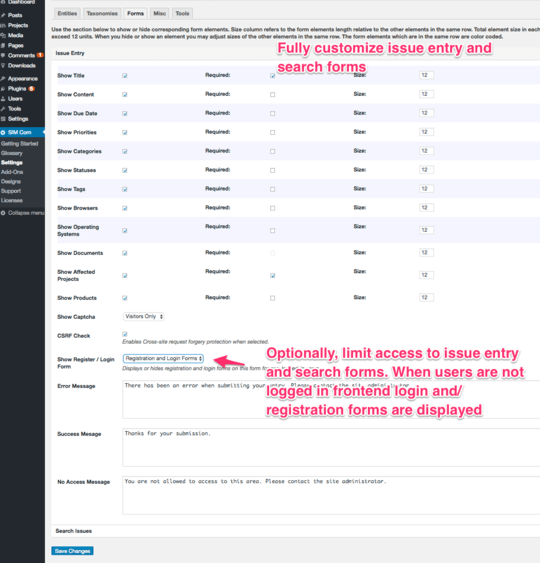 Dashboard
Posts
Projects
Media
Pages
Comments 1
Downloads
Appearance
Plugins 6
Users
Tools
Settings
SIM Com
Getting Started
Glossary
Settings
Add-Ons
Designs
Support
Licenses
Collapse menu
Entities Taxonomies Forms Misc Tools
Use the section below to show or hide corresponding form elements. Size column refers to the form elements length relative to the other elements in the same row. Total element size in each
exceed 12 units. When you hide or show an element you may adjust sizes of the other elements in the same row. The form elements which are in the same row are color coded.
Fully customize issue entry and
search forms
Issue Entry
Show Title Required: Size: 12
Show Content Required: Size: 12
Show Due Date Required: Size: 12
Show Priorities Required: Size: 12
Show Categories Required: Size: 12
Show Statuses Required: Size: 12
Show Tags Required: Size: 12
Show Browsers Required: Size: 12
Show Operating
Systems Required: Size: 12
Show Documents Required: Size: 12
Show Affected
Projects Required: Size: 12
Show Products Required: Size: 12
Show Captcha Visitors Only
CSRF Check
Enables Cross-site request forgery protection when selected.
Show Register / Login
Form Registration and Login Forms
Displays or hides registration and login forms on this form for
Optionally, limit access to issue entry
and search forms. When users are not
logged in frontend login and/
registration forms are displayed
Error Message There has been an error when submitting your entry. Please contact the site administrator.
Success Mesage Thanks for your submission.
No Access Message You are not allowed to access to this area. Please contact the site administrator.
Search Issues
Save Changes